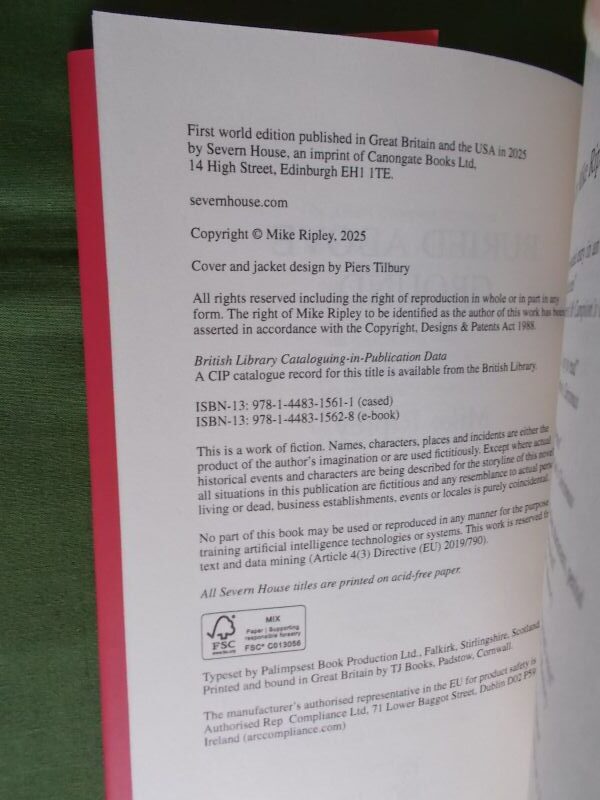 First world edition published in Great Britain and the USA in 2025
by Severn House, an imprint of Canongate Books Ltd,
14 High Street, Edinburgh EH1 1TE.
severnhouse.com
Copyright © Mike Ripley, 2025
Cover and jacket design by Piers Tilbury
All rights reserved including the right of reproduction in whole or in part in any
form. The right of Mike Ripley to be identified as the author of this work has been
asserted in accordance with the Copyright, Designs & Patents Act 1988.
British Library Cataloguing-in-Publication Data
A CIP catalogue record for this title is available from the British Library.
ISBN-13: 978-1-4483-1561-1 (cased)
ISBN-13: 978-1-4483-1562-8 (e-book)
This is a work of fiction. Names, characters, places and incidents are either the
product of the author's imagination or are used fictitiously. Except where actual
historical events and characters are being described for the storyline of this novel
all situations in this publication are fictitious and any resemblance to actual
living or dead, business establishments, events or locales is purely coincidental.
No part of this book may be used or reproduced in any manner for the purpose
training artificial intelligence technologies or systems. This work is reserved
text and data mining (Article 4(3) Directive (EU) 2019/790).
All Severn House titles are printed on acid-free paper.
MIX
Paper | Supporting
responsible forestry
FSC
FSC® C013056
Typeset by Palimpsest Book Production Ltd., Falkirk, Stirlingshire, Scotland
Printed and bound in Great Britain by TJ Books, Padstow, Cornwall.
The manufacturer's authorised representative in the EU for product safety is
Authorised Rep Compliance Ltd, 71 Lower Baggot Street, Dublin D02 P59
Ireland (arccompliance.com)